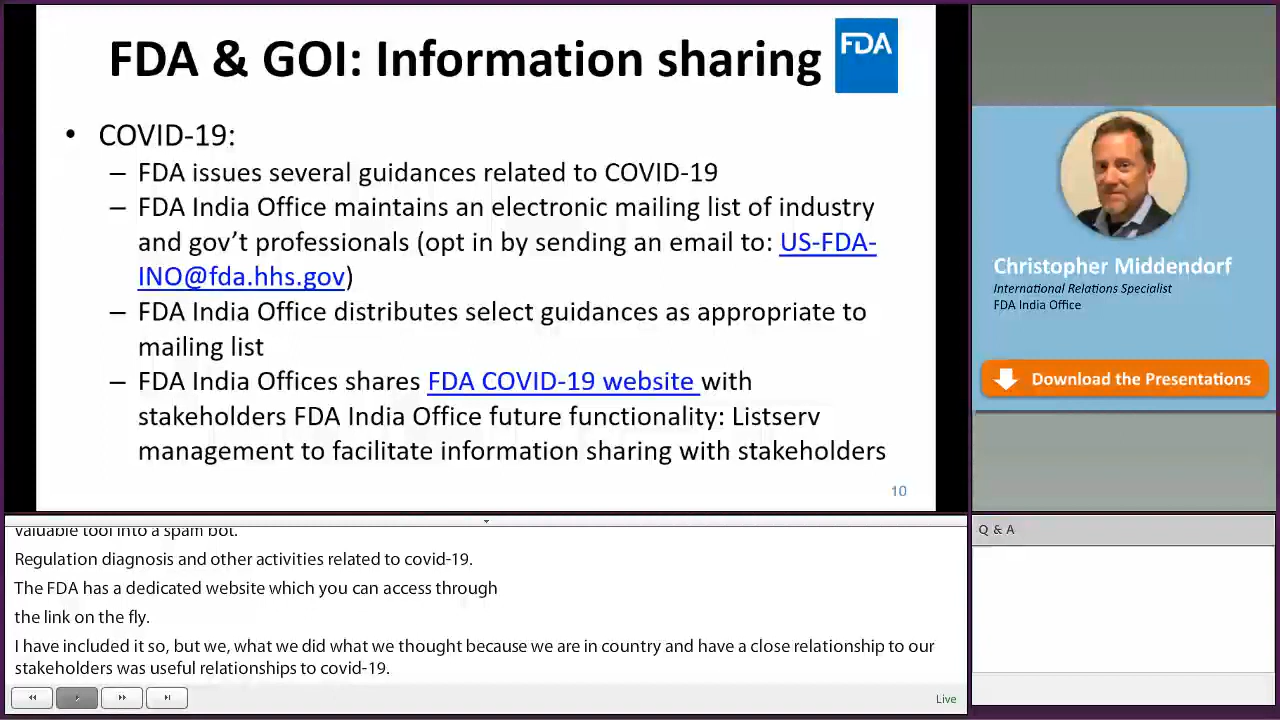 FDA & GOI: Information sharing
FDA
• COVID-19:
– FDA issues several guidances related to COVID-19
– FDA India Office maintains an electronic mailing list of industry
and gov’t professionals (opt in by sending an email to: US-FDA-
INO@fda.hhs.gov)
– FDA India Office distributes select guidances as appropriate to
mailing list
– FDA India Offices shares FDA COVID-19 website with
stakeholders FDA India Office future functionality: Listserv
management to facilitate information sharing with stakeholders
10
Christopher Middendorf
International Relations Specialist
FDA India Office
Download the Presentations
valuable tool into a spam bot.
Regulation diagnosis and other activities related to covid-19.
The FDA has a dedicated website which you can access through
the link on the fly.
I have included it so, but we, what we did what we thought because we are in country and have a close relationship to our
stakeholders was useful relationships to covid-19.
Live
Q & A